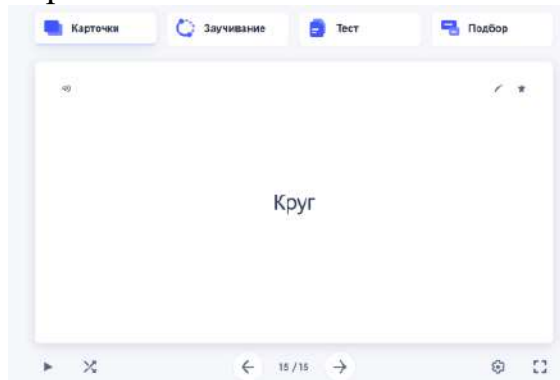 Карточки
Заучивание
Тест
Подбор
Круг
15 / 15